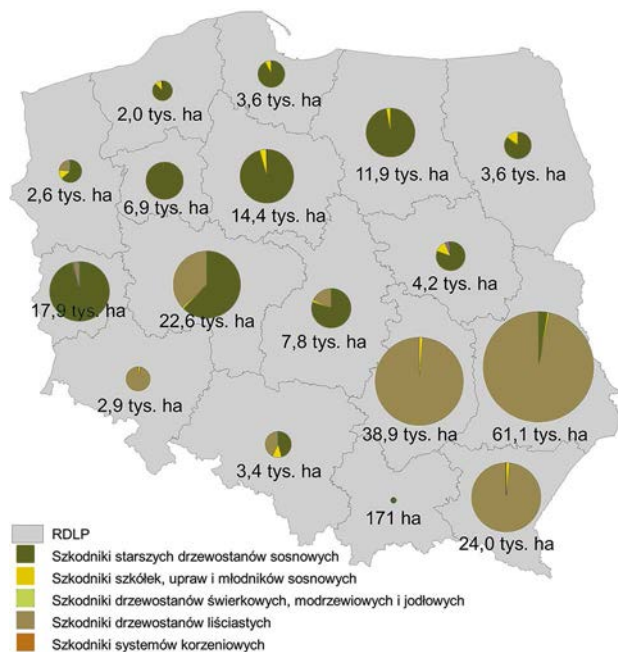 2,0 tys. ha
3,6 tys. ha
11,9 tys. ha
3,6 tys. ha
2,6 tys. ha
6,9 tys. ha
14,4 tys. ha
4,2 tys. ha
17,9 tys. ha
22,6 tys. ha
7,8 tys. ha
2,9 tys. ha
38,9 tys. ha
61,1 tys. ha
3,4 tys. ha
171 ha
24,0 tys. ha
RDLP
Szkodniki starszych drzewostanów sosnowych
Szkodniki szkółek, upraw i młodników sosnowych
Szkodniki drzewostanów świerkowych, modrzewiowych i jodłowych
Szkodniki drzewostanów liściastych
Szkodniki systemów korzeniowych